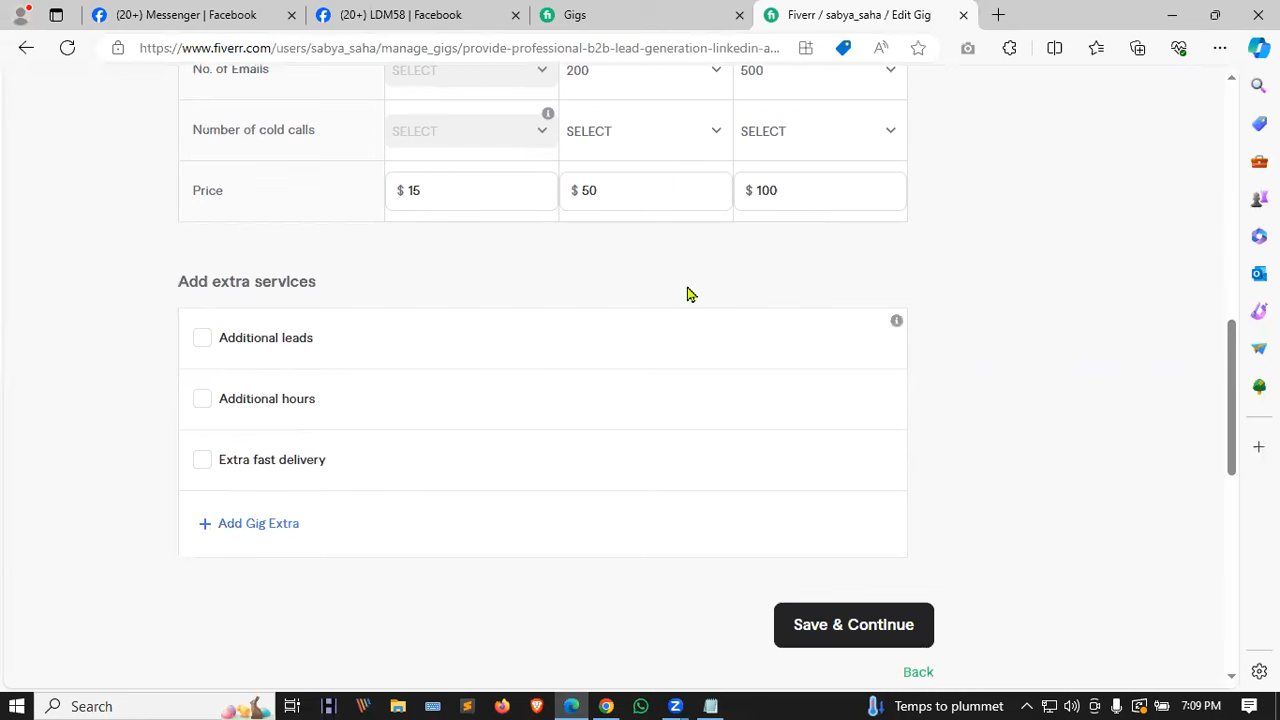 (20+) Messenger | Facebook
(20+) LDM58 | Facebook
Gigs
Fiverr / sabya_saha / Edit Gig
https://www.fiverr.com/users/sabya_saha/manage_gigs/provide-professional-b2b-lead-generation-linkedin-a...
No. of Emails SELECT 200 500
Number of cold calls SELECT SELECT SELECT
Price $ 15 $ 50 $ 100
Add extra services
Additional leads
Additional hours
Extra fast delivery
+ Add Gig Extra
Save & Continue
Back
Search
Temps to plummet
7:09 PM